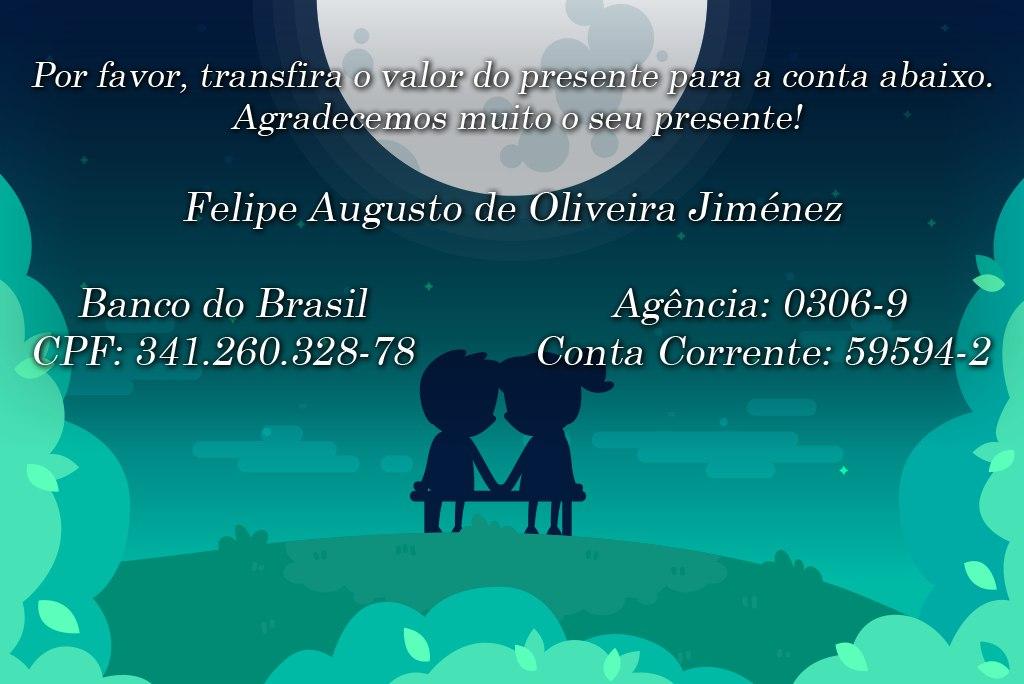 Por favor, transfira o valor do presente para a conta abaixo.
Agradecemos muito o seu presente!
Felipe Augusto de Oliveira Jiménez
Banco do Brasil
CPF: 341.260.328-78
Agência: 0306-9
Conta Corrente: 59594-2